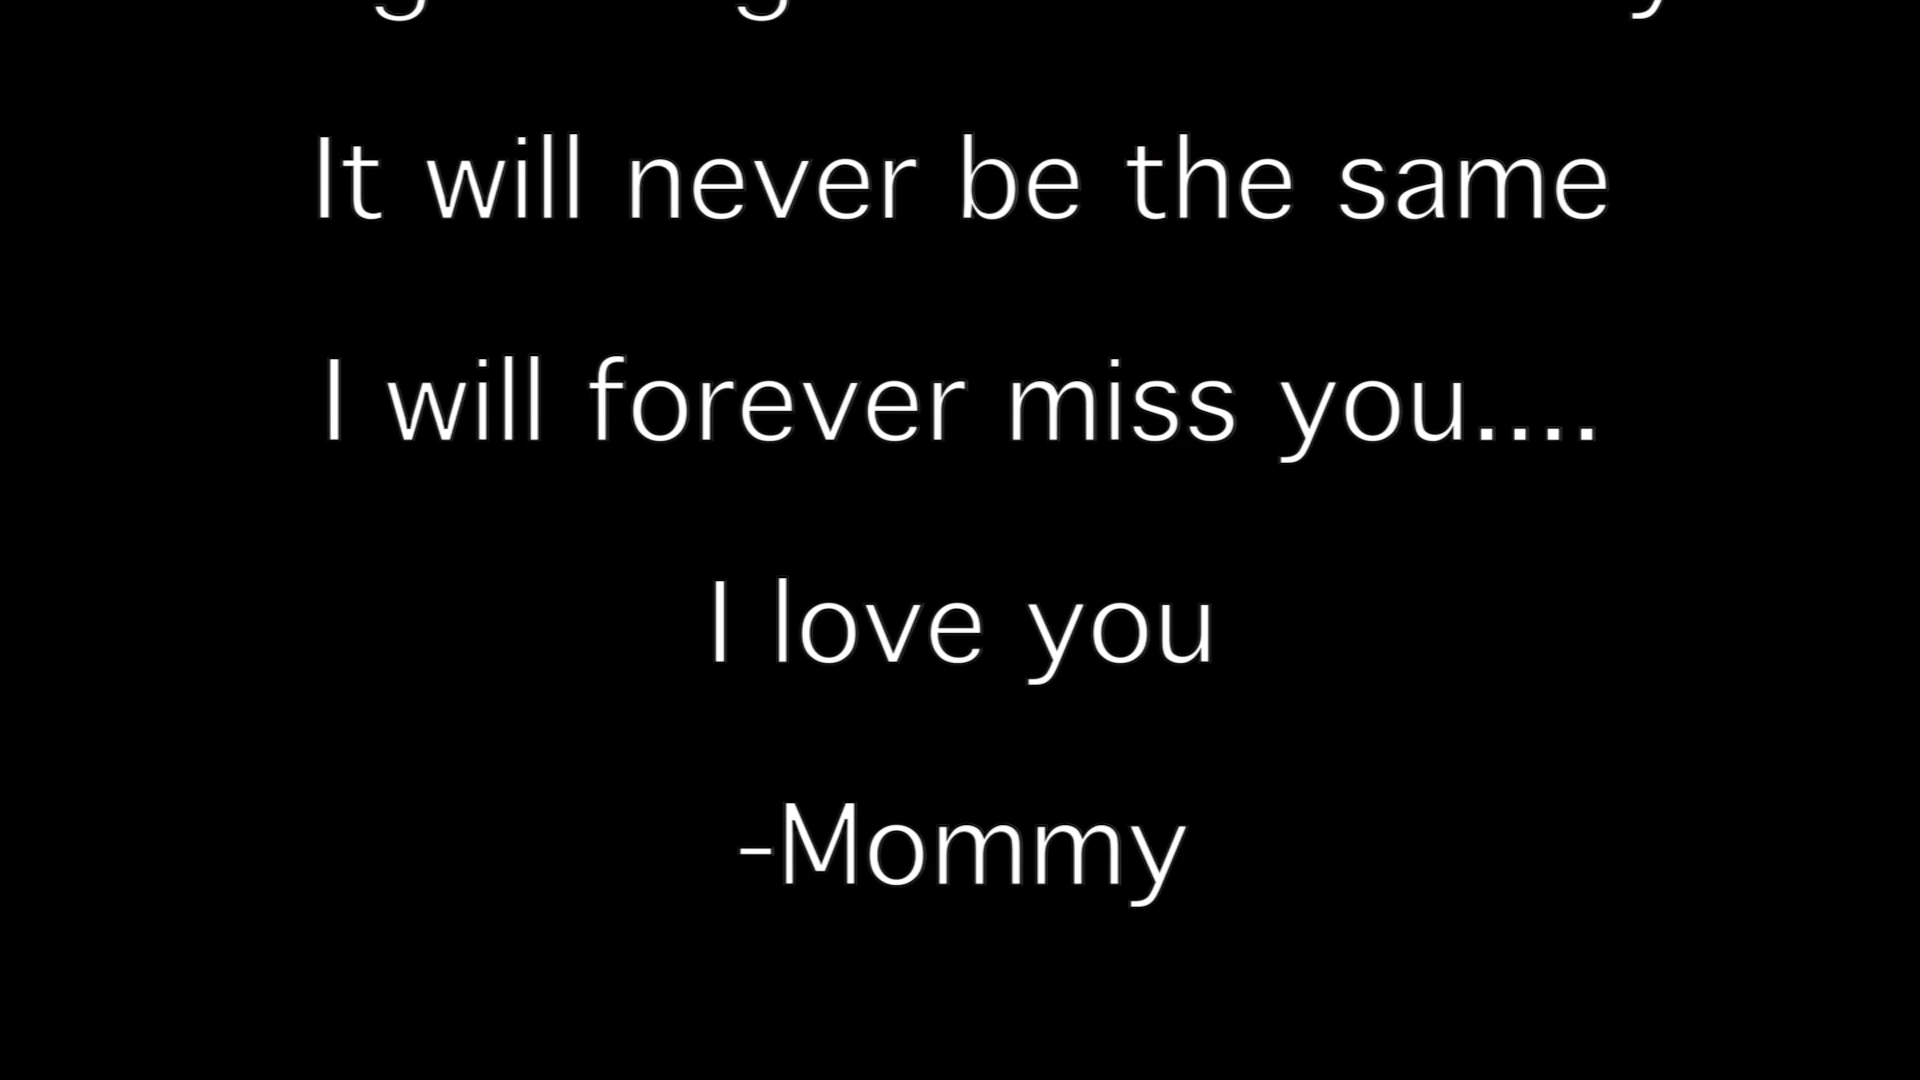 It will never be the same
I will forever miss you....
I love you
-Mommy